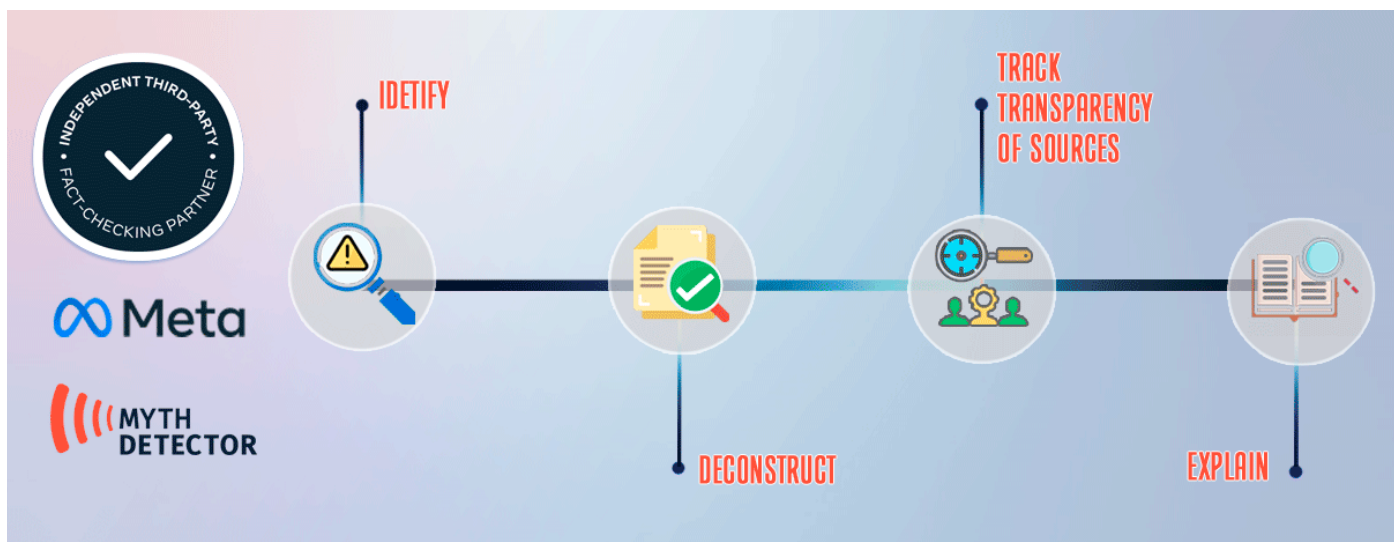 INDEPENDENT THIRD-PARTY
FACT-CHECKING PARTNER
Meta
MYTH
DETECTOR
IDETIFY
DECONSTRUCT
TRACK
TRANSPARENCY
OF SOURCES
EXPLAIN